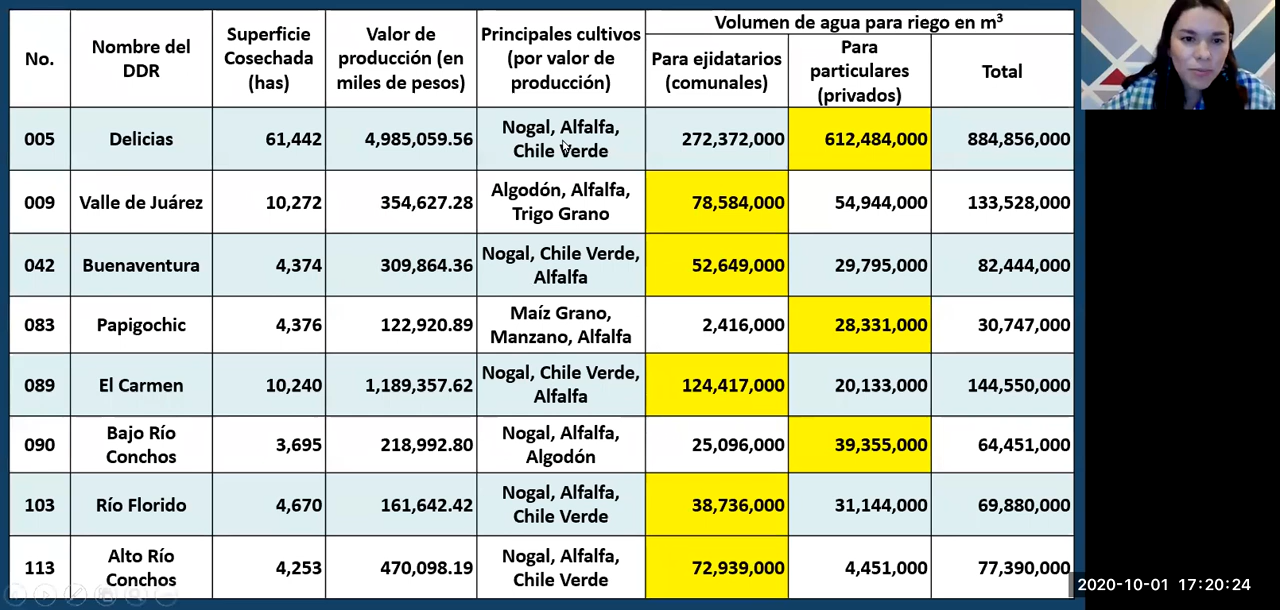 No.
Nombre del
DDR
Superficie
Cosechada
(has)
Valor de
producción (en
miles de pesos)
Principales cultivos
(por valor de
producción)
Volumen de agua para riego en m³
Para ejidatarios
(comunales)
Para
particulares
(privados)
Total
005
Delicias
61,442
4,985,059.56
Nogal, Alfalfa,
Chile Verde
272,372,000
612,484,000
884,856,000
009
Valle de Juárez
10,272
354,627.28
Algodón, Alfalfa,
Trigo Grano
78,584,000
54,944,000
133,528,000
042
Buenaventura
4,374
309,864.36
Nogal, Chile Verde,
Alfalfa
52,649,000
29,795,000
82,444,000
083
Papigochic
4,376
122,920.89
Maíz Grano,
Manzano, Alfalfa
2,416,000
28,331,000
30,747,000
089
El Carmen
10,240
1,189,357.62
Nogal, Chile Verde,
Alfalfa
124,417,000
20,133,000
144,550,000
090
Bajo Río
Conchos
3,695
218,992.80
Nogal, Alfalfa,
Algodón
25,096,000
39,355,000
64,451,000
103
Río Florido
4,670
161,642.42
Nogal, Alfalfa,
Chile Verde
38,736,000
31,144,000
69,880,000
113
Alto Río
Conchos
4,253
470,098.19
Nogal, Alfalfa,
Chile Verde
72,939,000
4,451,000
77,390,000
2020-10-01 17:20:24